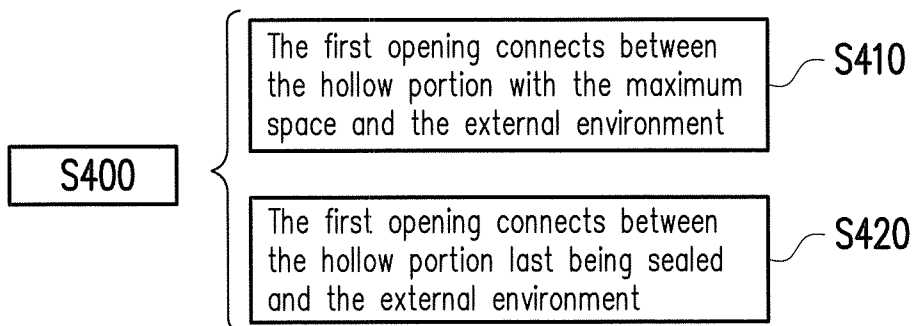 The first opening connects between
the hollow portion with the maximum
space and the external environment
S410
S400
The first opening connects between
the hollow portion last being sealed
and the external environment
S420